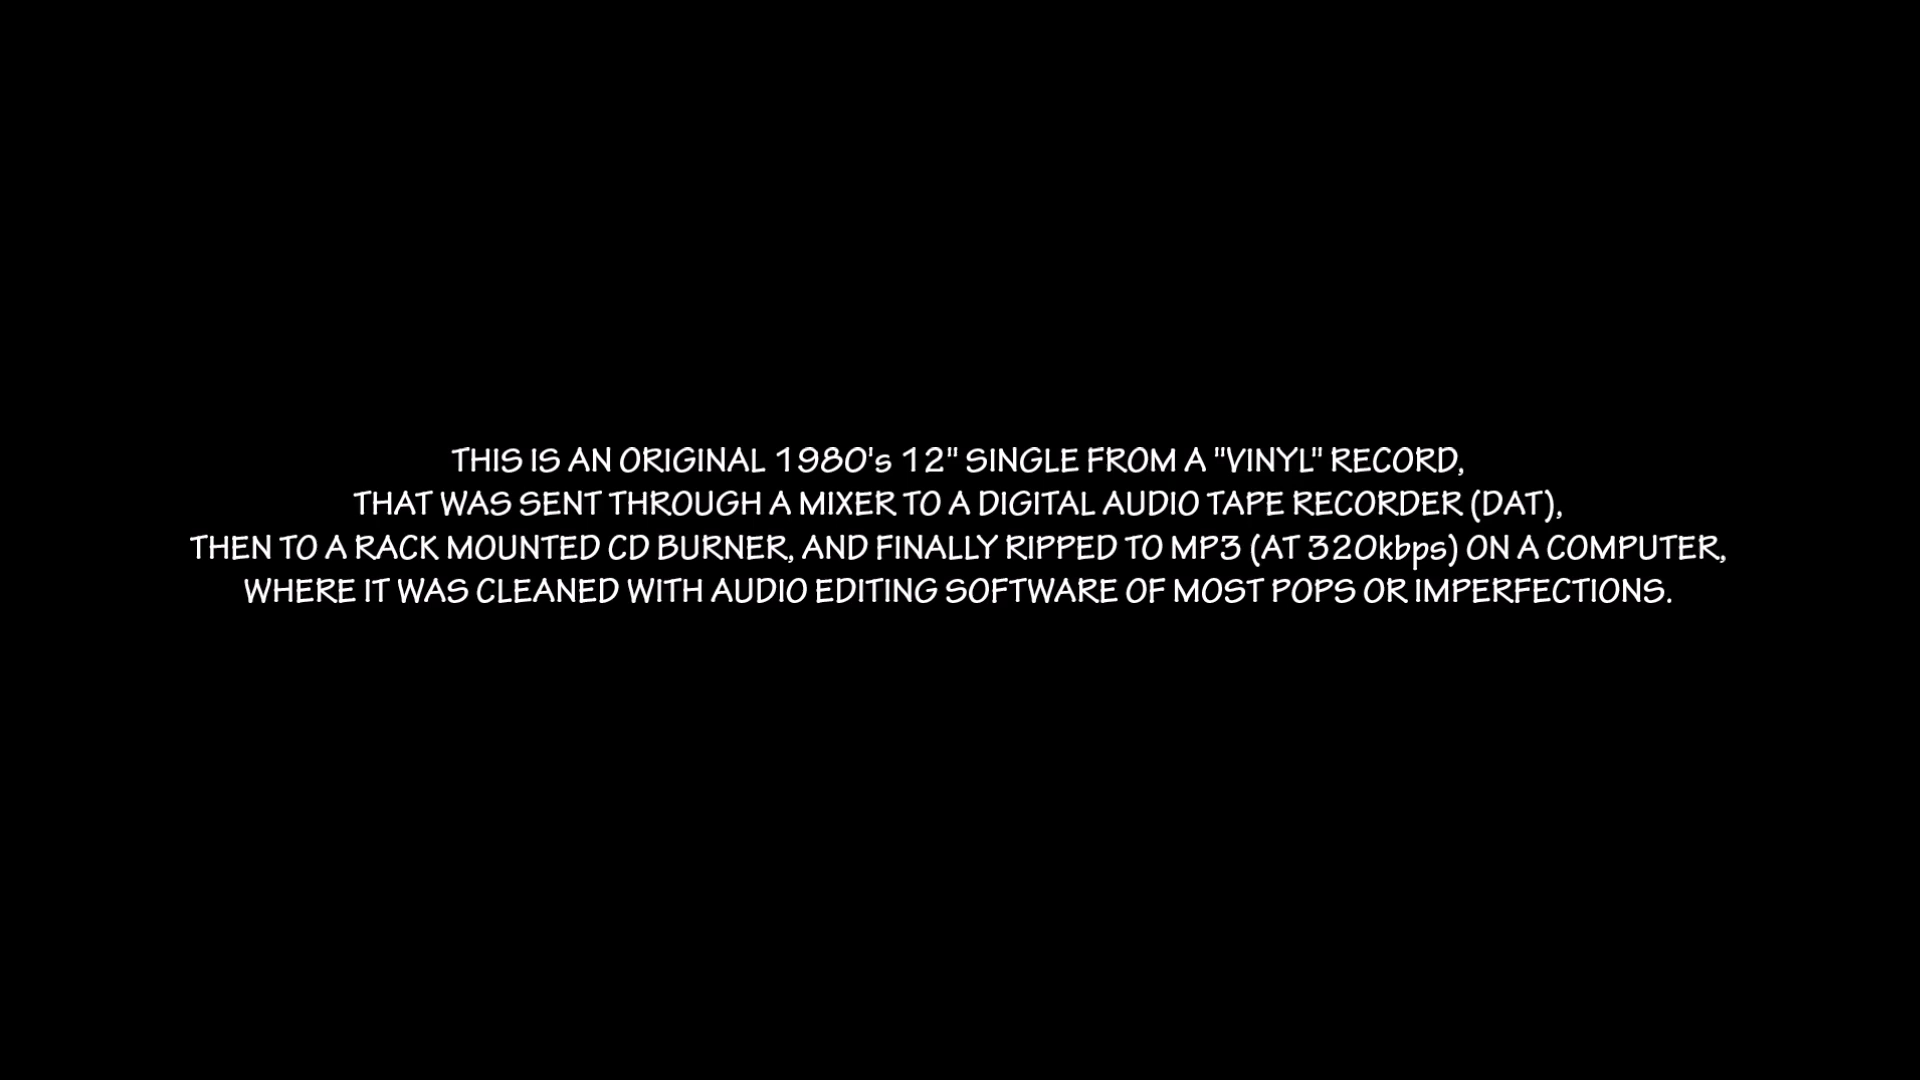 THIS IS AN ORIGINAL 1980's 12" SINGLE FROM A "VINYL" RECORD,
THAT WAS SENT THROUGH A MIXER TO A DIGITAL AUDIO TAPE RECORDER (DAT),
THEN TO A RACK MOUNTED CD BURNER, AND FINALLY RIPPED TO MP3 (AT 320kbps) ON A COMPUTER,
WHERE IT WAS CLEANED WITH AUDIO EDITING SOFTWARE OF MOST POPS OR IMPERFECTIONS.